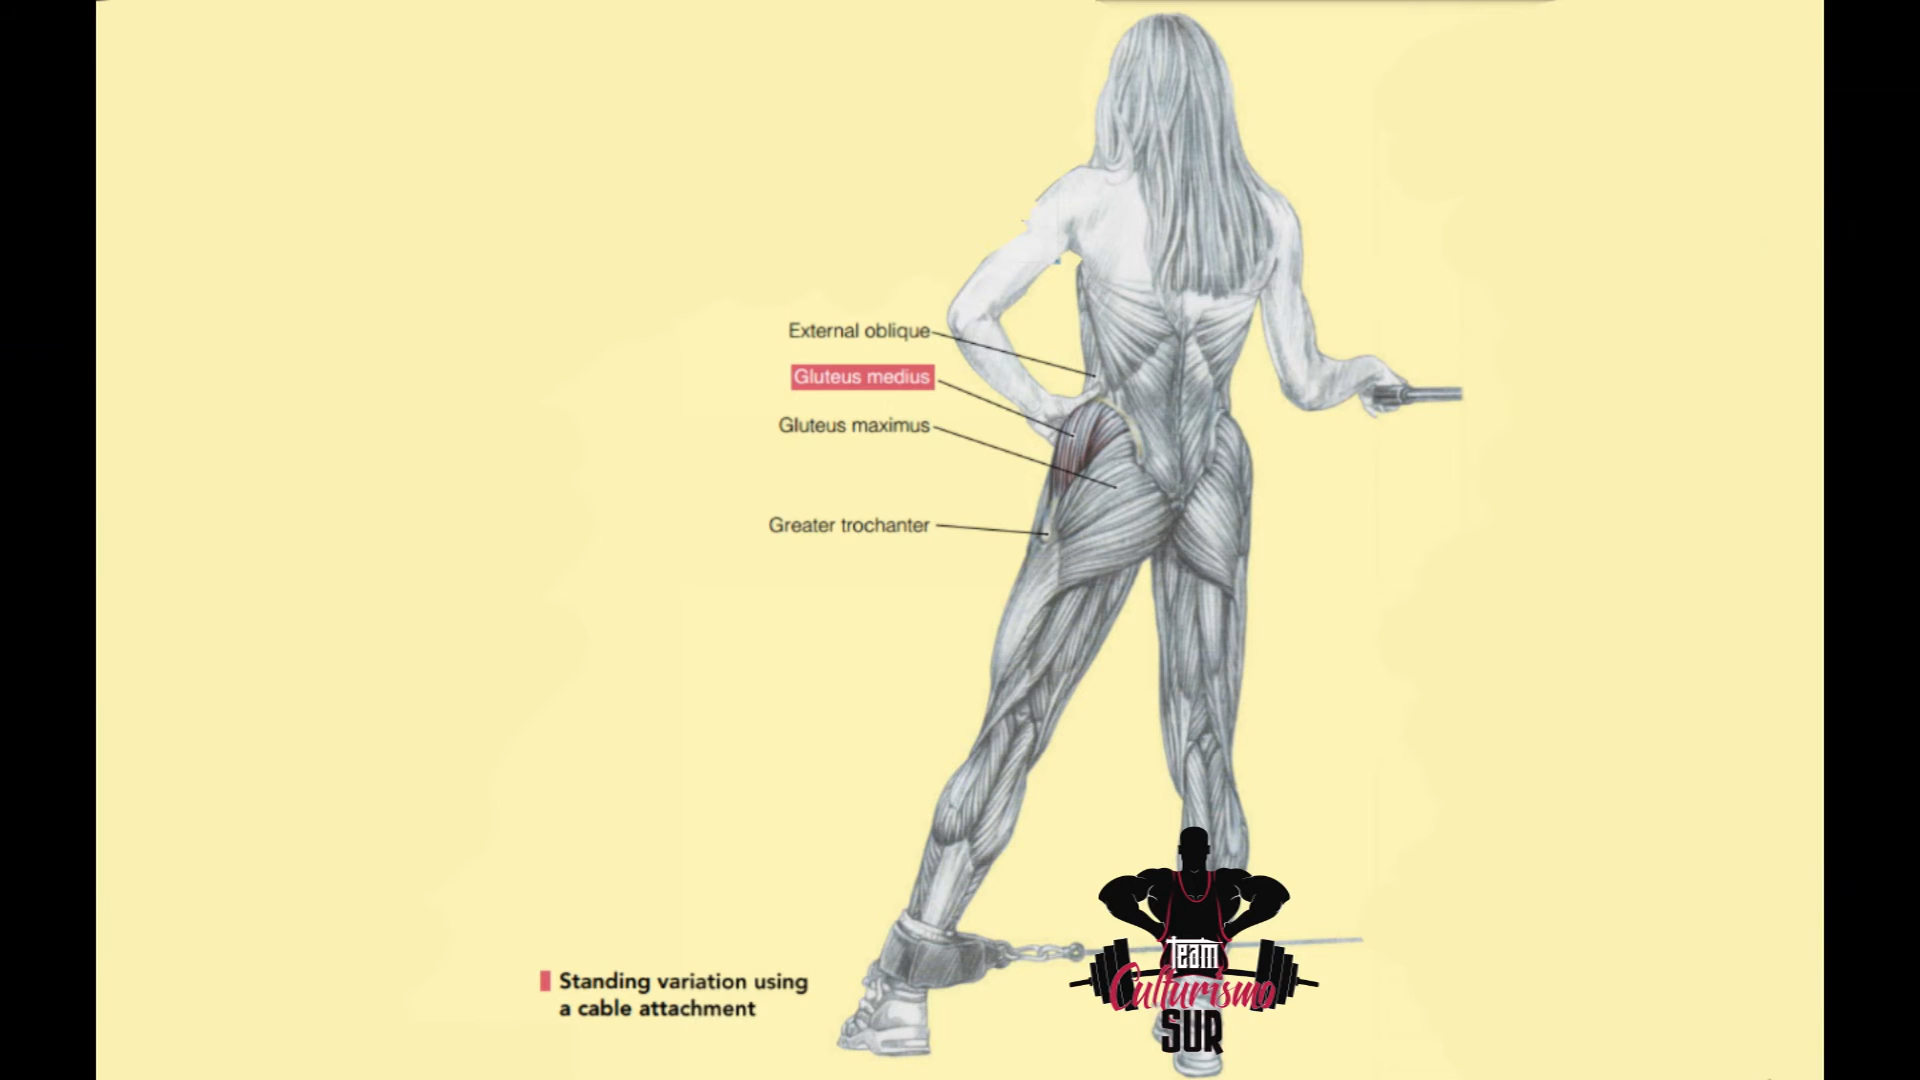 External oblique
Gluteus medius
Gluteus maximus
Greater trochanter
Standing variation using
a cable attachment
Team
Culturismo
SUR